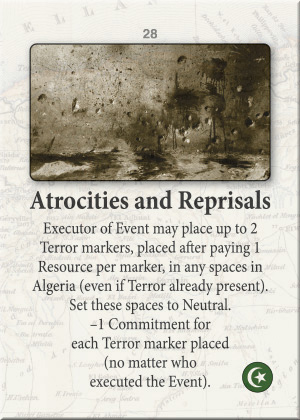 28
Atrocities and Reprisals
Executor of Event may place up to 2
Terror markers, placed after paying 1
Resource per marker, in any spaces in
Algeria (even if Terror already present).
Set these spaces to Neutral.
–1 Commitment for
each Terror marker placed
(no matter who
executed the Event).